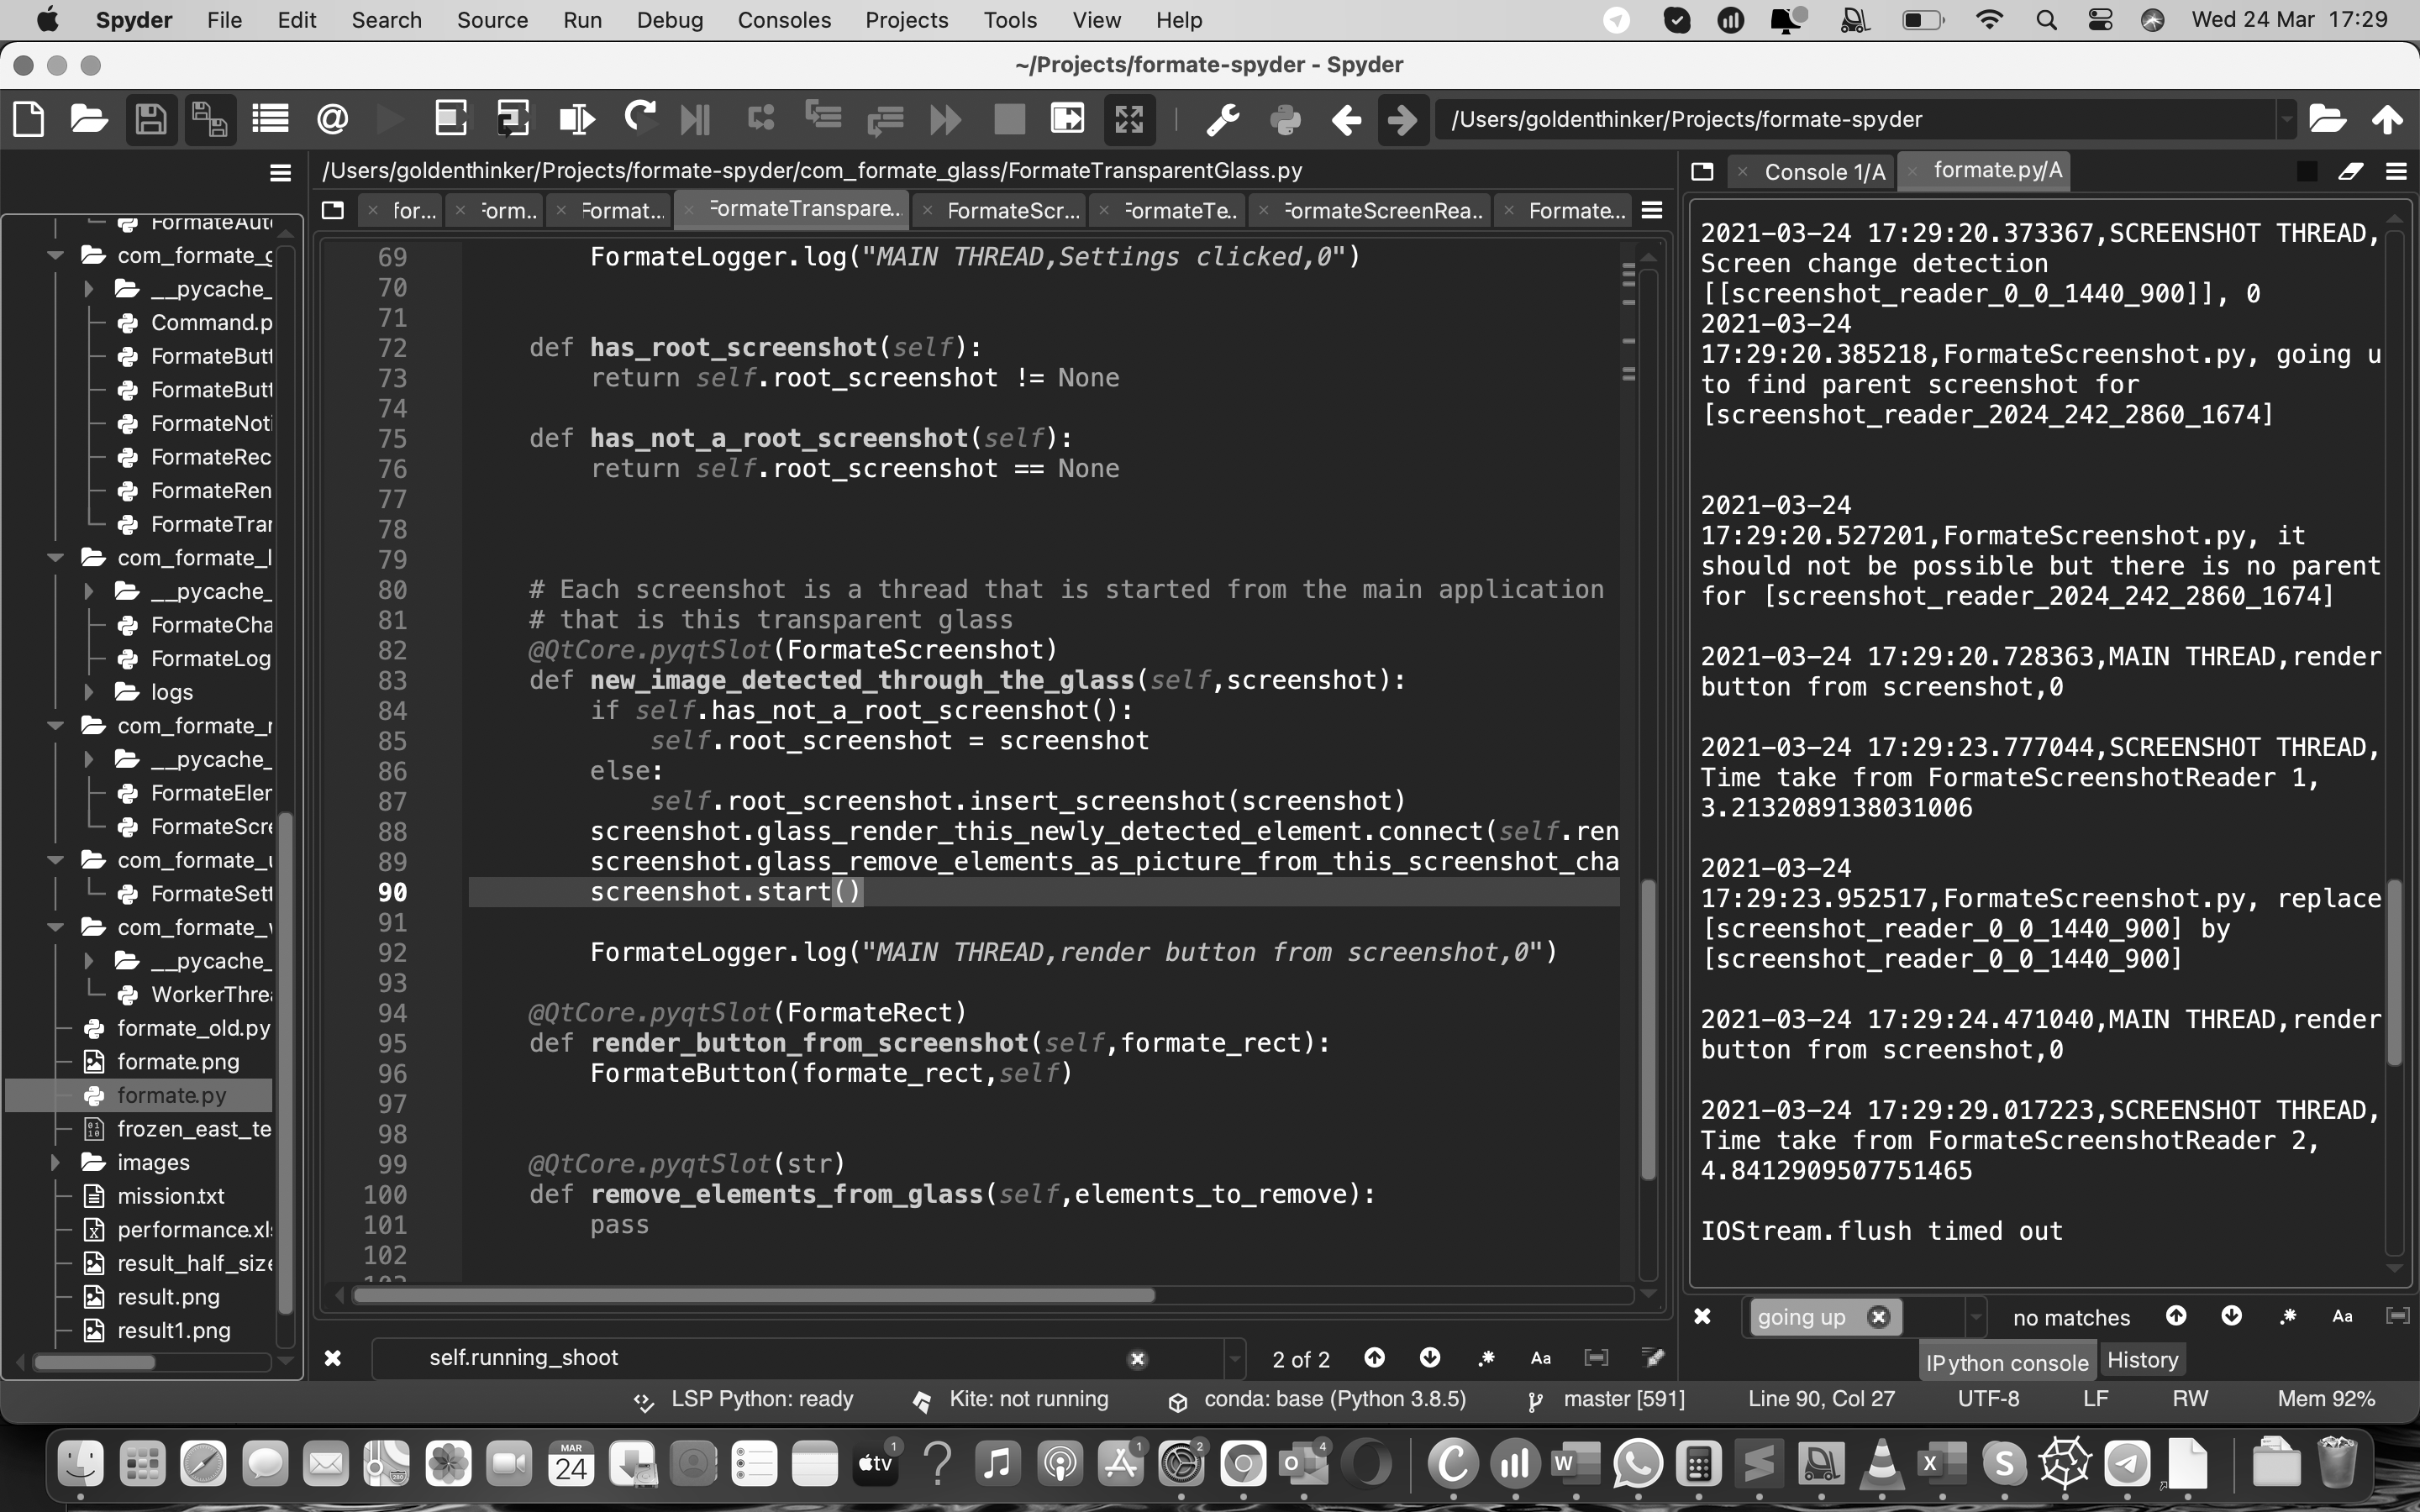 Spyder File Edit Search Source Run Debug Consoles Projects Tools View Help Wed 24 Mar 17:29
~/Projects/formate-spyder - Spyder
/Users/goldenthinker/Projects/formate-spyder
/Users/goldenthinker/Projects/formate-spyder/com_formate_glass/FormateTransparentGlass.py
for... Form... Format... FormateTranspare... FormateScr... FormateTe... FormateScreenRea... Formate...
FormateAut
com_formate_g
__pycache_
Command.p
FormateButt
FormateButt
FormateNoti
FormateRec
FormateRen
FormateTrar
com_formate_l
__pycache_
FormateCha
FormateLog
logs
com_formate_r
__pycache_
FormateEler
FormateScre
com_formate_u
FormateSett
com_formate_w
__pycache_
WorkerThre
formate_old.py
formate.png
formate.py
frozen_east_te
images
mission.txt
performance.xls
result_half_size
result.png
result1.png
69 FormateLogger.log("MAIN THREAD,Settings clicked,0")
70
71
72 def has_root_screenshot(self):
73 return self.root_screenshot != None
74
75 def has_not_a_root_screenshot(self):
76 return self.root_screenshot == None
77
78
79
80 # Each screenshot is a thread that is started from the main application
81 # that is this transparent glass
82 @QtCore.pyqtSlot(FormateScreenshot)
83 def new_image_detected_through_the_glass(self,screenshot):
84 if self.has_not_a_root_screenshot():
85 self.root_screenshot = screenshot
86 else:
87 self.root_screenshot.insert_screenshot(screenshot)
88 screenshot.glass_render_this_newly_detected_element.connect(self.ren
89 screenshot.glass_remove_elements_as_picture_from_this_screenshot_cha
90 screenshot.start()
91
92 FormateLogger.log("MAIN THREAD,render button from screenshot,0")
93
94 @QtCore.pyqtSlot(FormateRect)
95 def render_button_from_screenshot(self,formate_rect):
96 FormateButton(formate_rect,self)
97
98
99 @QtCore.pyqtSlot(str)
100 def remove_elements_from_glass(self,elements_to_remove):
101 pass
102
self.running_shoot 2 of 2 Aa
Console 1/A formate.py/A
2021-03-24 17:29:20.373367,SCREENSHOT THREAD,
Screen change detection
[[screenshot_reader_0_0_1440_900]], 0
2021-03-24
17:29:20.385218,FormateScreenshot.py, going u
to find parent screenshot for
[screenshot_reader_2024_242_2860_1674]
2021-03-24
17:29:20.527201,FormateScreenshot.py, it
should not be possible but there is no parent
for [screenshot_reader_2024_242_2860_1674]
2021-03-24 17:29:20.728363,MAIN THREAD,render
button from screenshot,0
2021-03-24 17:29:23.777044,SCREENSHOT THREAD,
Time take from FormateScreenshotReader 1,
3.2132089138031006
2021-03-24
17:29:23.952517,FormateScreenshot.py, replace
[screenshot_reader_0_0_1440_900] by
[screenshot_reader_0_0_1440_900]
2021-03-24 17:29:24.471040,MAIN THREAD,render
button from screenshot,0
2021-03-24 17:29:29.017223,SCREENSHOT THREAD,
Time take from FormateScreenshotReader 2,
4.8412909507751465
IOStream.flush timed out
going up no matches Aa
IPython console History
LSP Python: ready Kite: not running conda: base (Python 3.8.5) master [591] Line 90, Col 27 UTF-8 LF RW Mem 92%
MAR
24
tv
1 1 2 4